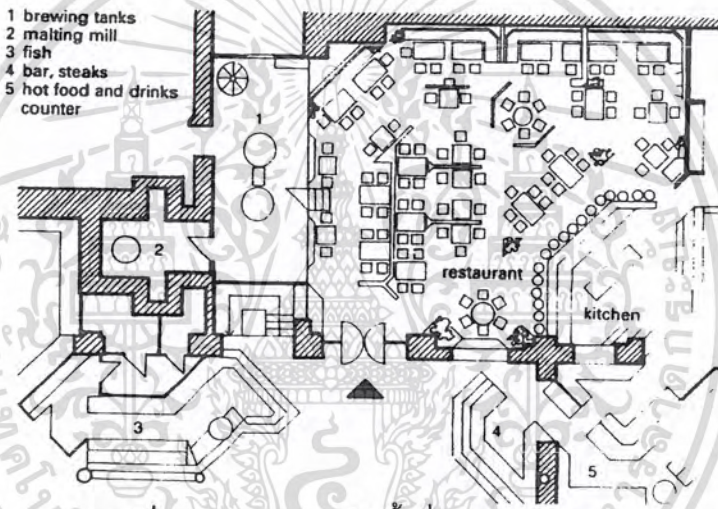 1 brewing tanks
2 malting mill
3 fish
4 bar, steaks
5 hot food and drinks
counter
1
2
restaurant
kitchen
3
4
5